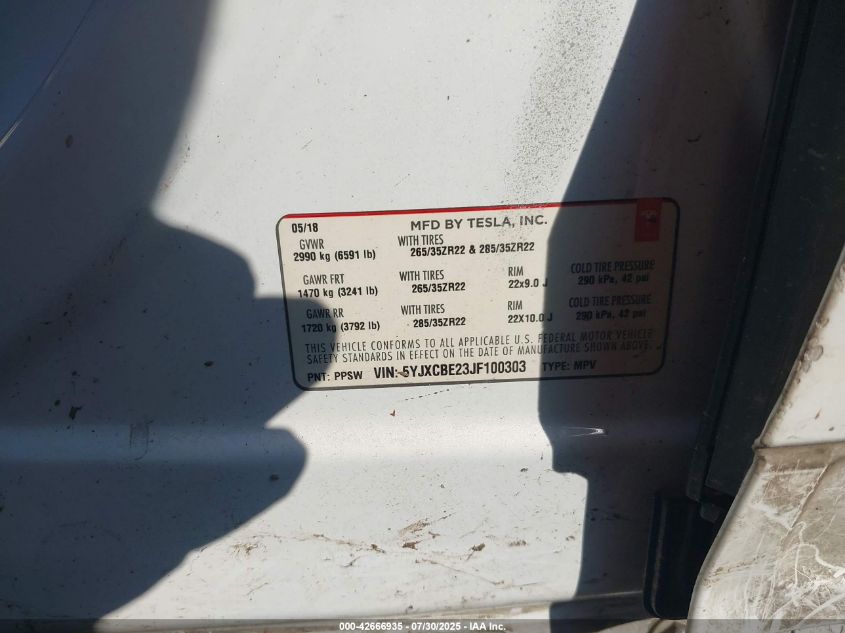 05/18 MFD BY TESLA, INC.
GVWR WITH TIRES
2990 kg (6591 lb) 265/35ZR22 & 285/35ZR22
GAWR FRT WITH TIRES RIM COLD TIRE PRESSURE
1470 kg (3241 lb) 265/35ZR22 22x9.0 J 290 kPa, 42 psi
GAWR RR WITH TIRES RIM COLD TIRE PRESSURE
1720 kg (3792 lb) 285/35ZR22 22X10.0 J 290 kPa, 42 psi
THIS VEHICLE CONFORMS TO ALL APPLICABLE U.S. FEDERAL MOTOR VEHICLE
SAFETY STANDARDS IN EFFECT ON THE DATE OF MANUFACTURE SHOWN ABOVE.
PNT: PPSW VIN: 5YJXCBE23JF100303 TYPE: MPV
000-42666935 - 07/30/2025 - IAA Inc.